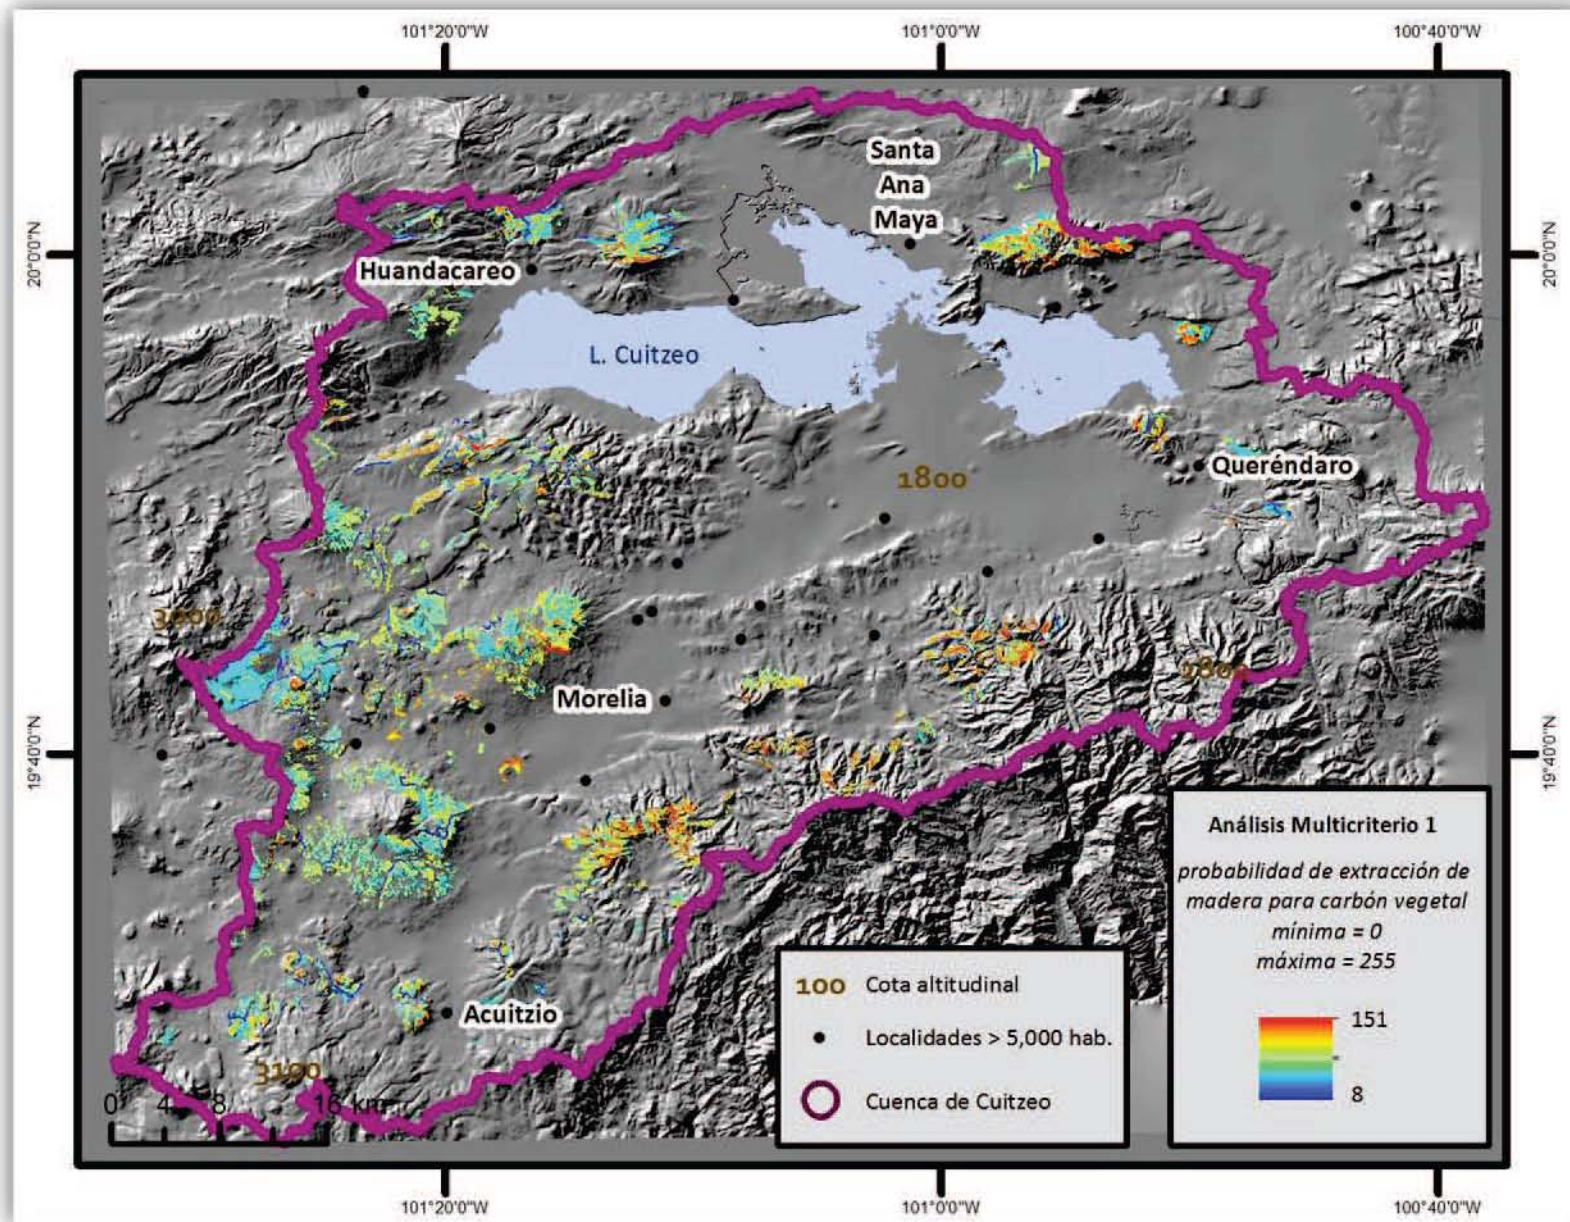 101°20'0"W
101°0'0"W
100°40'0"W
20°0'0"N
20°0'0"N
Santa
Ana
Maya
Huandacareo
L. Cuitzeo
1800
Queréndaro
3000
1800
Morelia
19°40'0"N
19°40'0"N
Acuitzio
3100
0 4 8 16 km
100 Cota altitudinal
Localidades > 5,000 hab.
Cuenca de Cuitzeo
Análisis Multicriterio 1
probabilidad de extracción de
madera para carbón vegetal
mínima = 0
máxima = 255
151
8
101°20'0"W
101°0'0"W
100°40'0"W